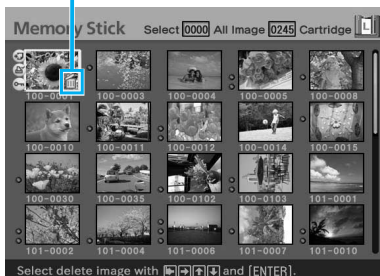 Memory Stick Select 0000 All Image 0245 Cartridge L
100-0001 100-0003 100-0004 100-0005 100-0008
100-0010 100-0011 100-0012 100-0014 100-0015
100-0030 100-0035 100-0102 100-0103 101-0001
101-0002 101-0004 101-0006 101-0007 101-0010
Select delete image with and [ENTER].